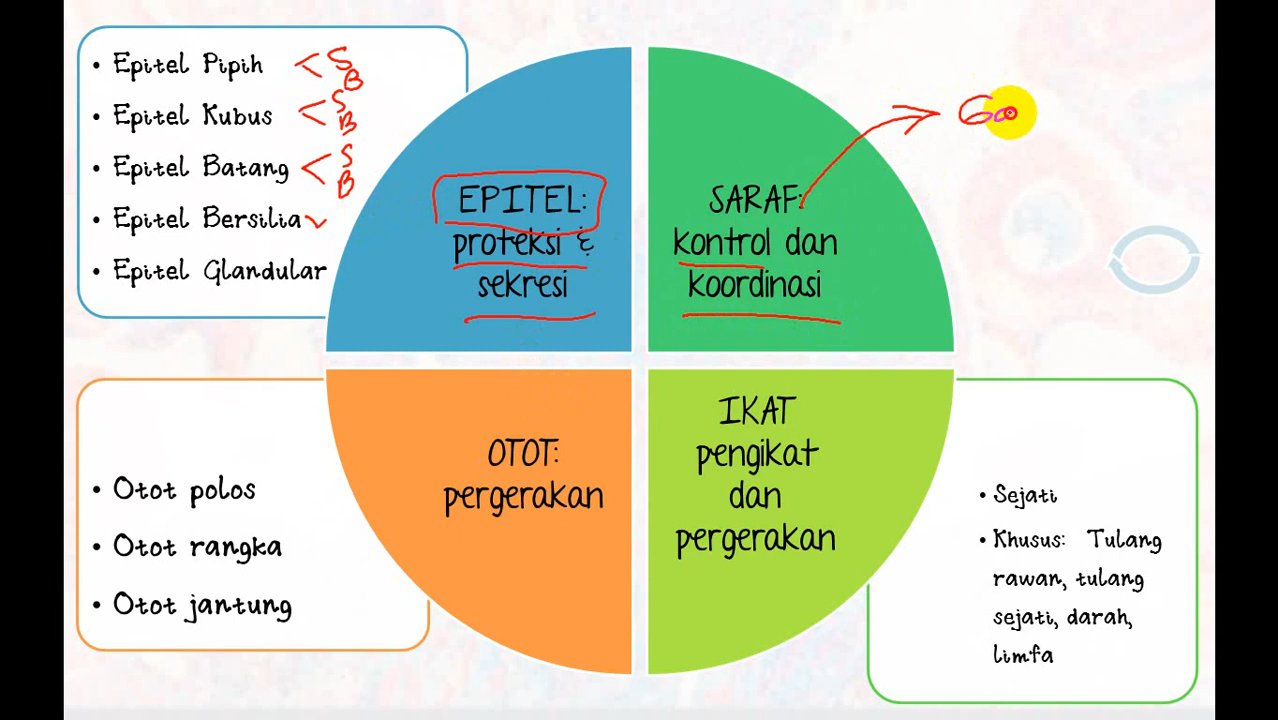 • Epitel Pipih < S
B
• Epitel Kubus < S
B
• Epitel Batang < S
B
• Epitel Bersilia
• Epitel Glandular
EPITEL:
proteksi &
sekresi
SARAF:
kontrol dan
koordinasi
OTOT:
pergerakan
IKAT
pengikat
dan
pergerakan
• Otot polos
• Otot rangka
• Otot jantung
• Sejati
• Khusus: Tulang
rawan, tulang
sejati, darah,
limfa